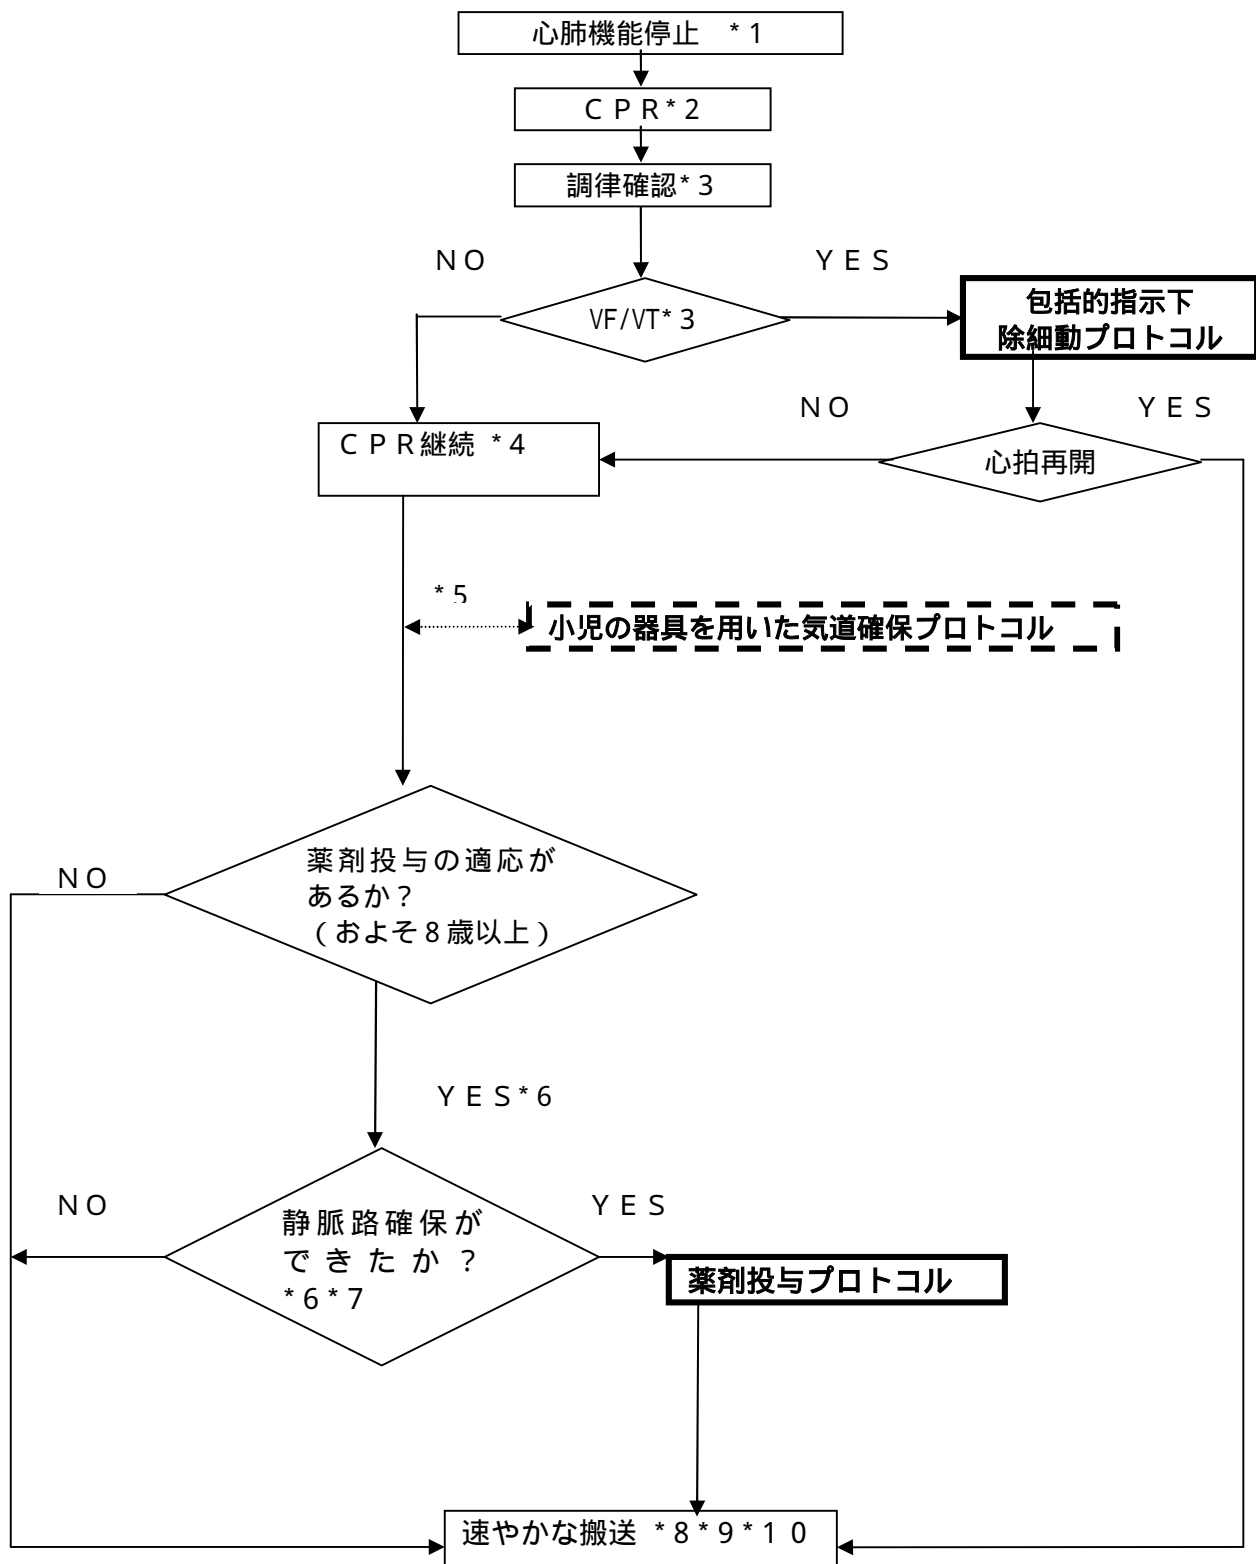 心肺機能停止 *1
ＣＰＲ*2
調律確認*3
ＮＯ
ＹＥＳ
VF/VT*3
包括的指示下
除細動プロトコル
ＮＯ
ＹＥＳ
ＣＰＲ継続 *4
心拍再開
*5
小児の器具を用いた気道確保プロトコル
薬剤投与の適応が
あるか？
（およそ８歳以上）
ＮＯ
ＹＥＳ*6
ＮＯ
ＹＥＳ
静脈路確保が
できたか？
*6*7
薬剤投与プロトコル
速やかな搬送 *8*9*10